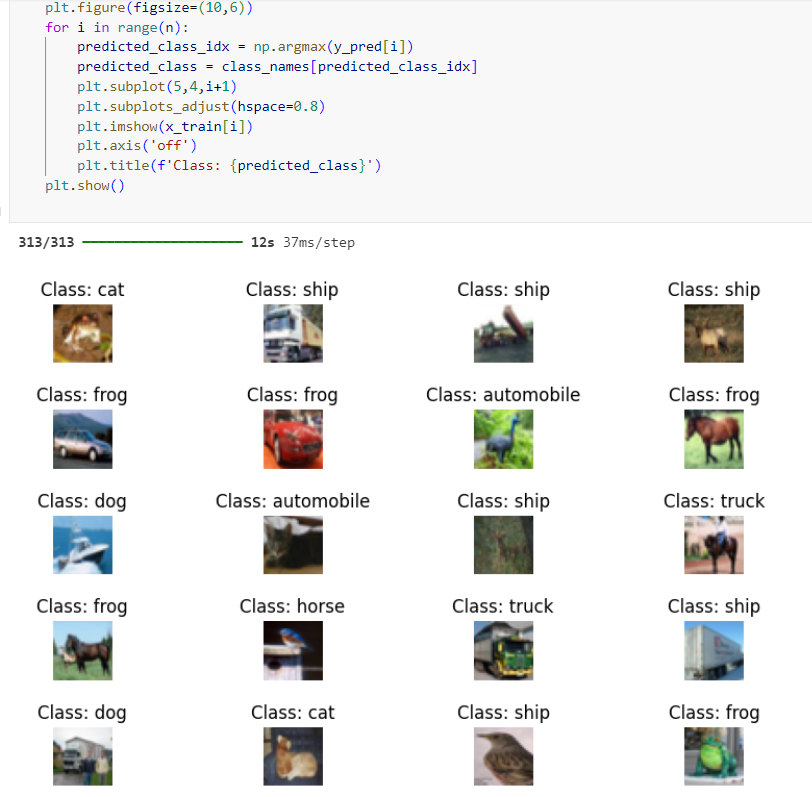 plt.figure(figsize=(10,6))
for i in range(n):
predicted_class_idx = np.argmax(y_pred[i])
predicted_class = class_names[predicted_class_idx]
plt.subplot(5,4,i+1)
plt.subplots_adjust(hspace=0.8)
plt.imshow(x_train[i])
plt.axis('off')
plt.title(f'Class: {predicted_class}')
plt.show()
313/313 12s 37ms/step
Class: cat Class: ship Class: ship Class: ship
Class: frog Class: frog Class: automobile Class: frog
Class: dog Class: automobile Class: ship Class: truck
Class: frog Class: horse Class: truck Class: ship
Class: dog Class: cat Class: ship Class: frog